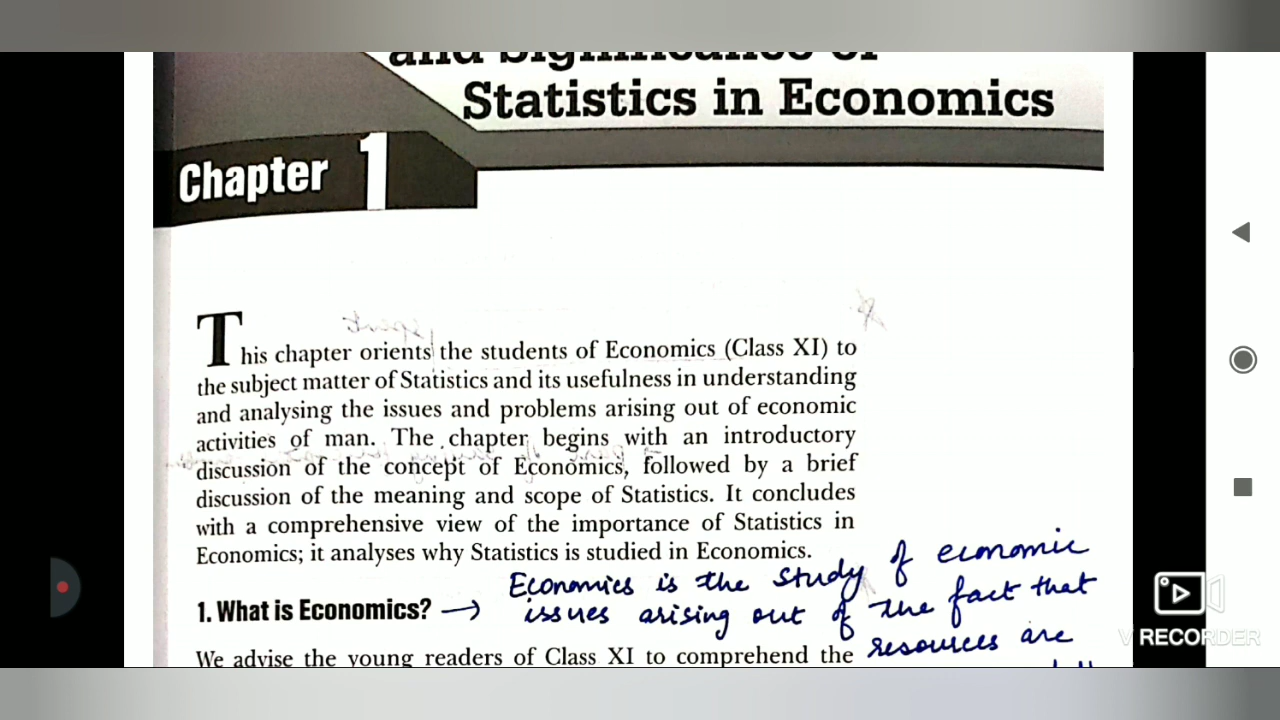 and Significance of
Statistics in Economics
Chapter 1
This chapter orients the students of Economics (Class XI) to
the subject matter of Statistics and its usefulness in understanding
and analysing the issues and problems arising out of economic
activities of man. The chapter begins with an introductory
discussion of the concept of Economics, followed by a brief
discussion of the meaning and scope of Statistics. It concludes
with a comprehensive view of the importance of Statistics in
Economics; it analyses why Statistics is studied in Economics.
1. What is Economics? → Economics is the study of economic
issues arising out of the fact that
resources are
We advise the young readers of Class XI to comprehend the
V RECORDER